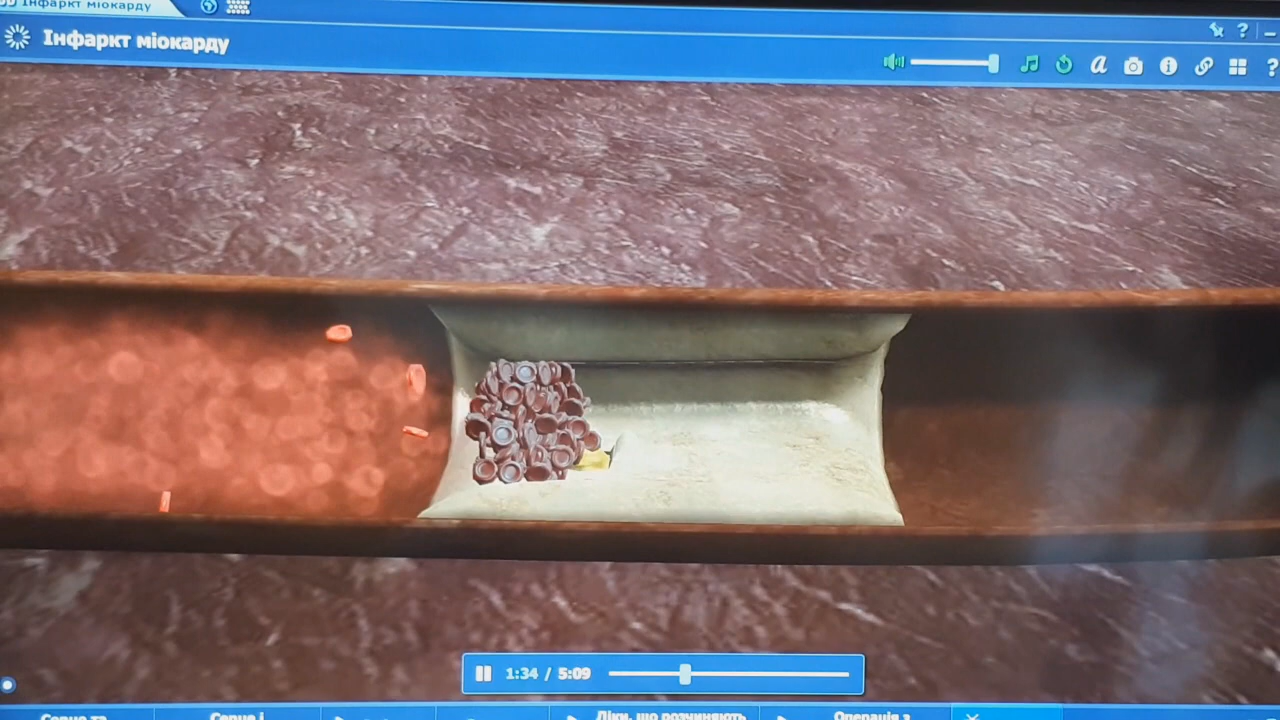 Інфаркт міокарду
Інфаркт міокарду
1:34 / 5:09
Серце та
Серце і
Ліки, що розчиняють
Операція з